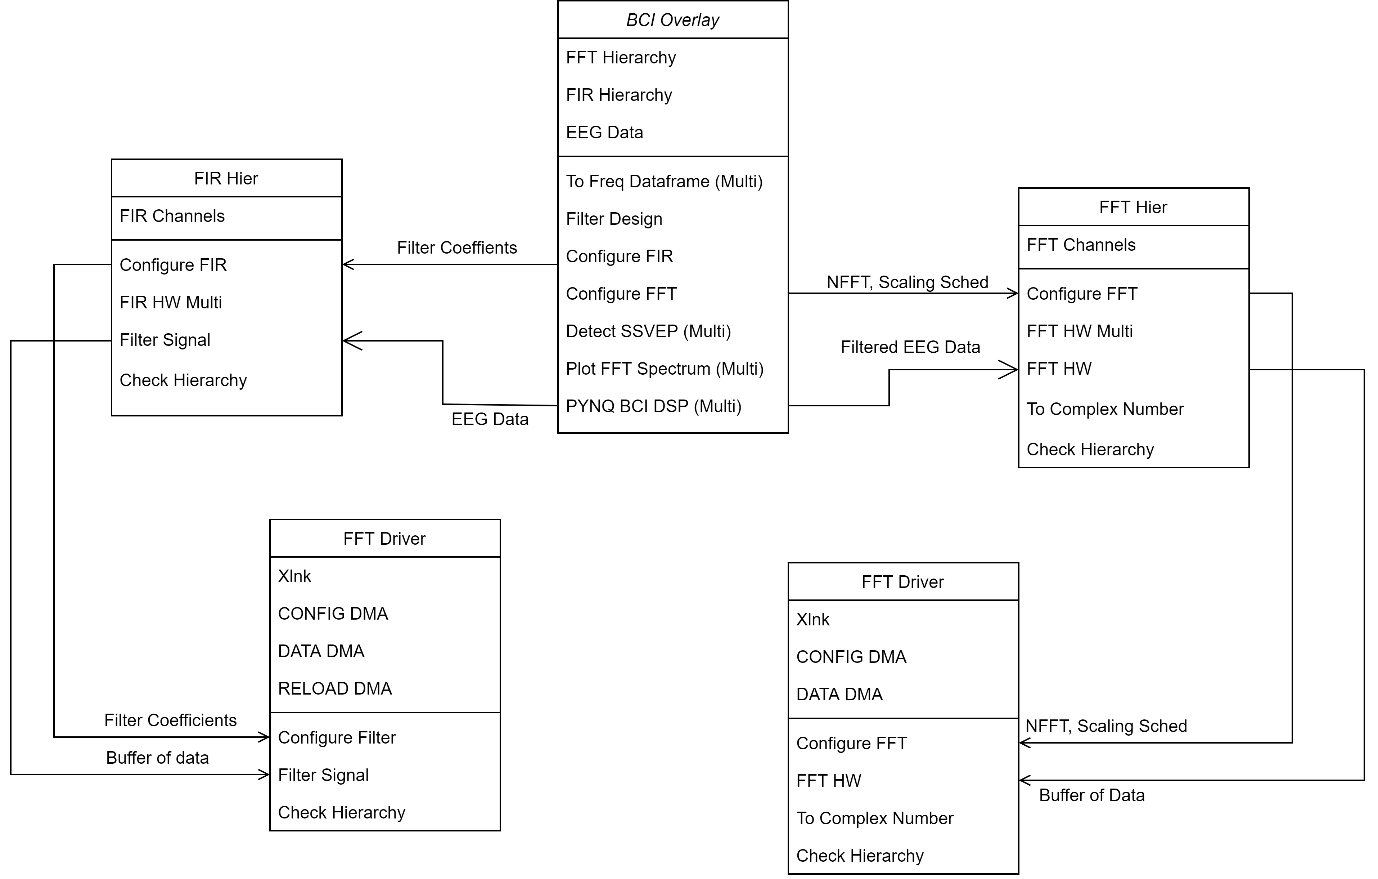 BCI Overlay
FFT Hierarchy
FIR Hierarchy
EEG Data
To Freq Dataframe (Multi)
Filter Design
Configure FIR
Configure FFT
Detect SSVEP (Multi)
Plot FFT Spectrum (Multi)
PYNQ BCI DSP (Multi)
FIR Hier
FIR Channels
Configure FIR
FIR HW Multi
Filter Signal
Check Hierarchy
Filter Coeffients
EEG Data
FFT Hier
FFT Channels
Configure FFT
FFT HW Multi
FFT HW
To Complex Number
Check Hierarchy
NFFT, Scaling Sched
Filtered EEG Data
FFT Driver
Xlnk
CONFIG DMA
DATA DMA
RELOAD DMA
Configure Filter
Filter Signal
Check Hierarchy
Filter Coefficients
Buffer of data
FFT Driver
Xlnk
CONFIG DMA
DATA DMA
Configure FFT
FFT HW
To Complex Number
Check Hierarchy
NFFT, Scaling Sched
Buffer of Data